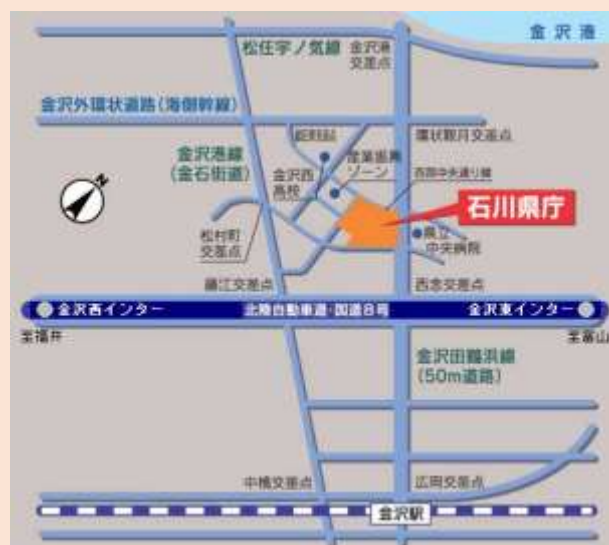 金沢港
松任宇ノ気線
金沢港
交差点
金沢外環状道路(海側幹線)
環状観月交差点
金沢港線
(金石街道)
金沢西
高校
産業振興
ゾーン
石川県庁
松村町
交差点
県立
中央病院
藤江交差点
西念交差点
金沢西インター
北陸自動車道・国道8号
金沢東インター
至福井
至富山
金沢田鶴浜線
(50m道路)
中橋交差点
広岡交差点
金沢駅
N